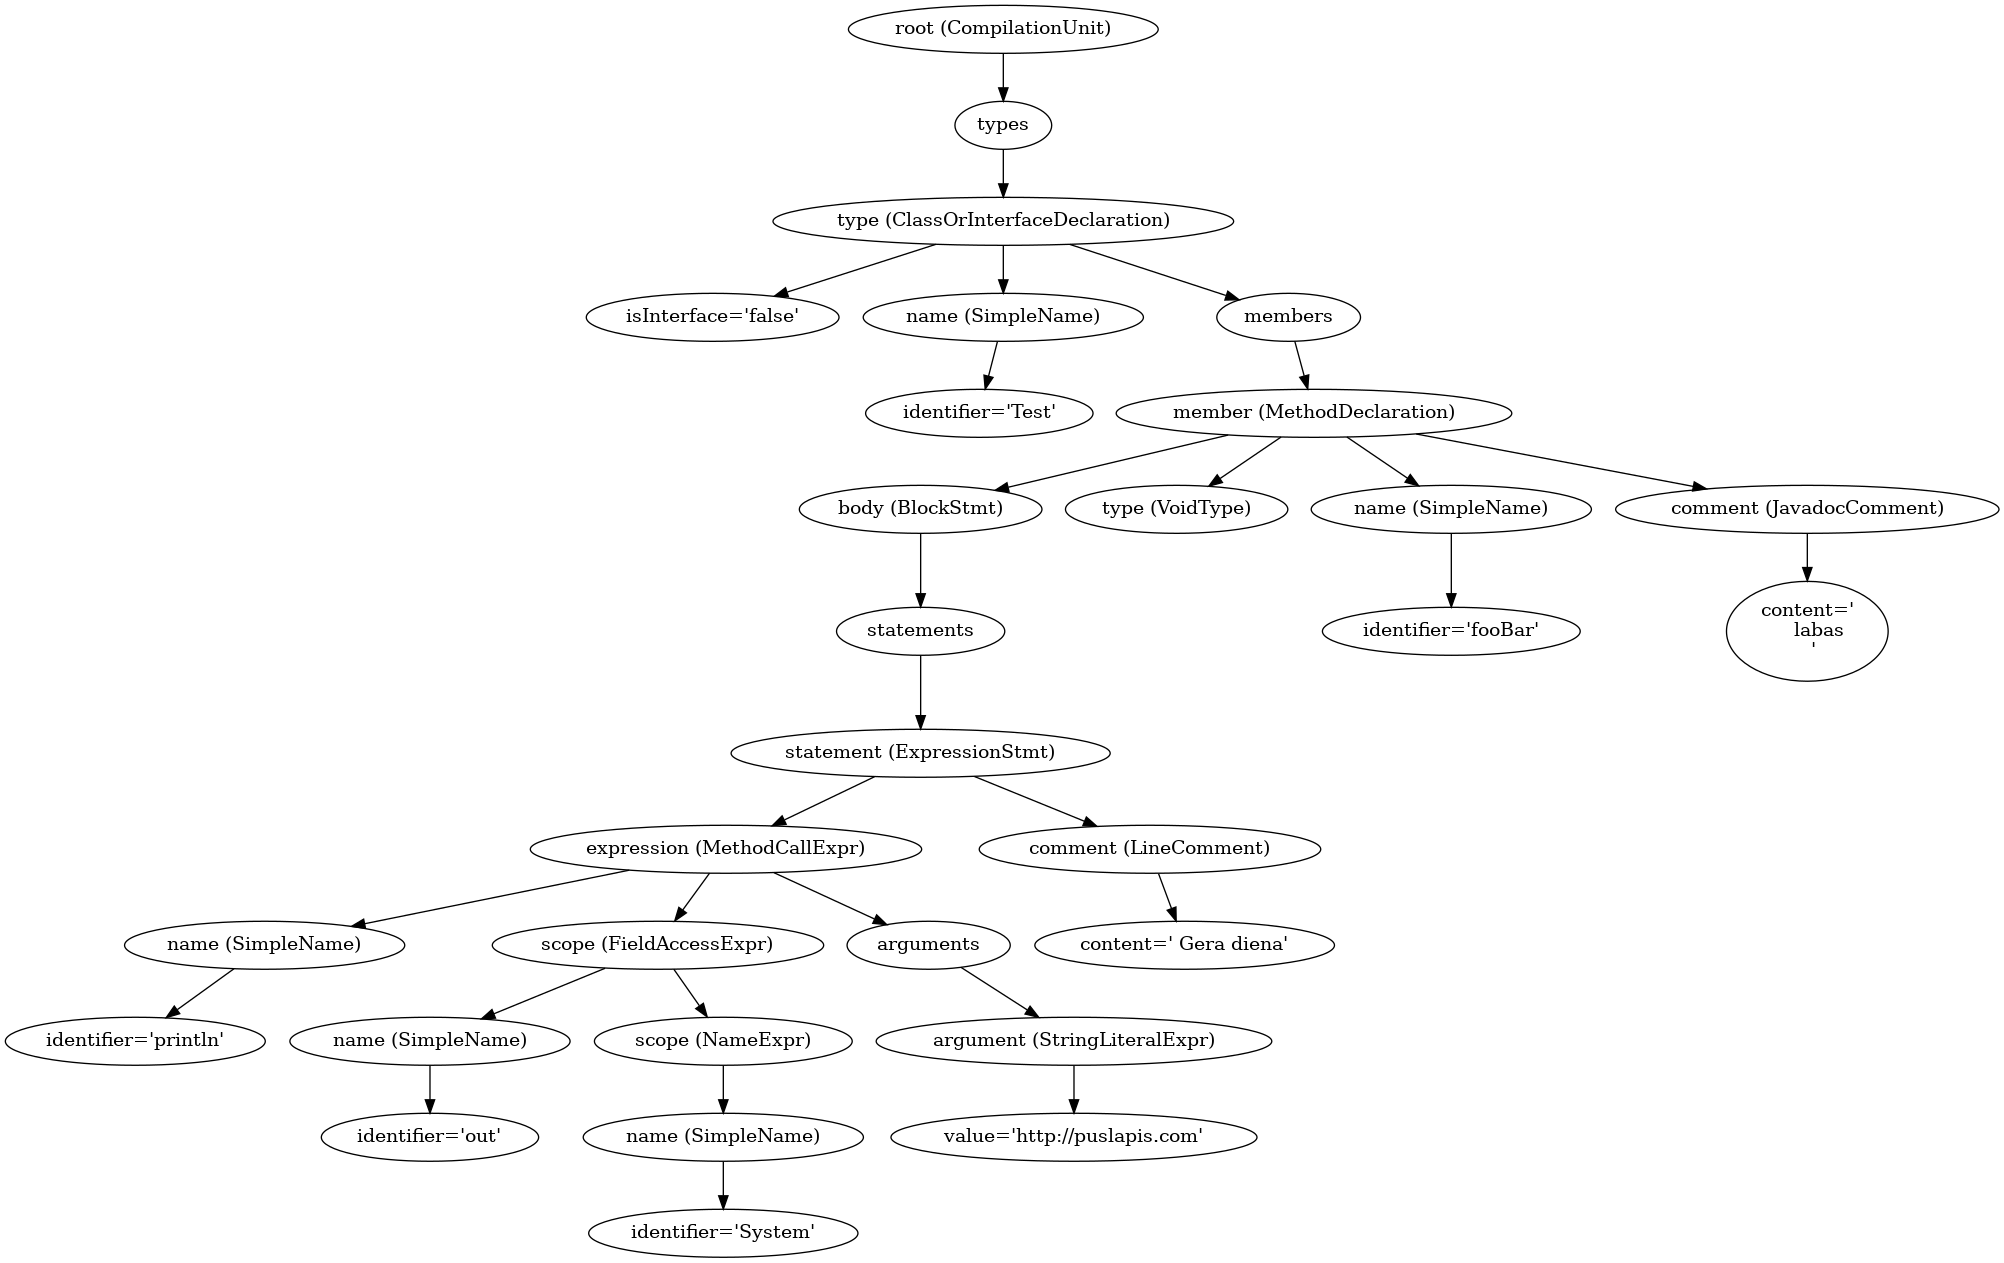 root (CompilationUnit)
types
type (ClassOrInterfaceDeclaration)
isInterface='false'
name (SimpleName)
members
identifier='Test'
member (MethodDeclaration)
body (BlockStmt)
type (VoidType)
name (SimpleName)
comment (JavadocComment)
statements
identifier='fooBar'
content='
labas
'
statement (ExpressionStmt)
expression (MethodCallExpr)
comment (LineComment)
name (SimpleName)
scope (FieldAccessExpr)
arguments
content=' Gera diena'
identifier='println'
name (SimpleName)
scope (NameExpr)
argument (StringLiteralExpr)
identifier='out'
name (SimpleName)
value='http://puslapis.com'
identifier='System'